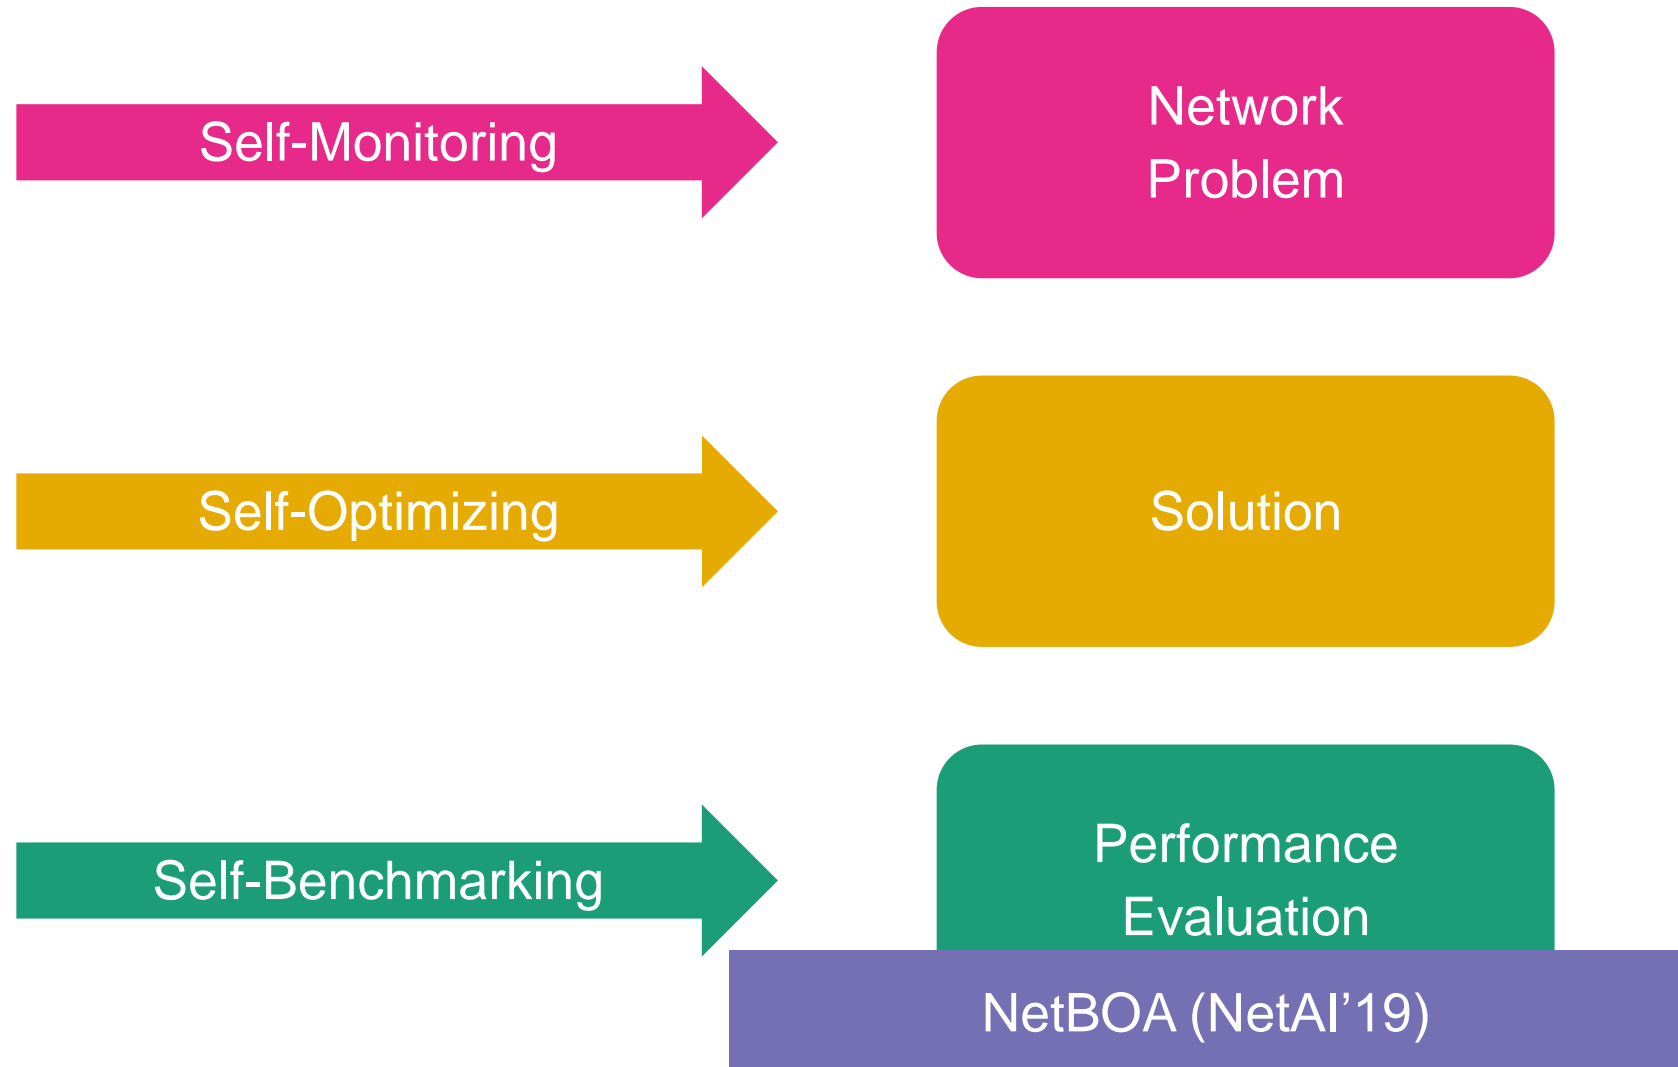 Self-Monitoring
Network
Problem
Self-Optimizing
Solution
Self-Benchmarking
Performance
Evaluation
NetBOA (NetAI’19)